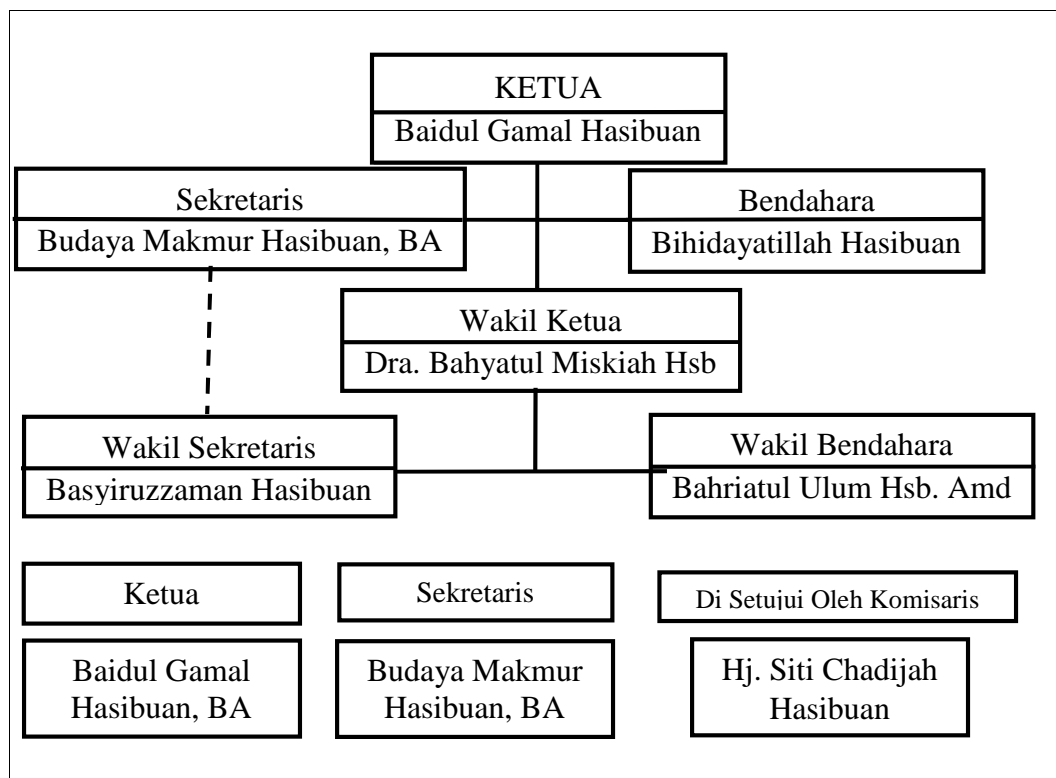 KETUA
Baidul Gamal Hasibuan
Sekretaris
Budaya Makmur Hasibuan, BA
Bendahara
Bihidayatillah Hasibuan
Wakil Ketua
Dra. Bahyatul Miskiah Hsb
Wakil Sekretaris
Basyiruzzaman Hasibuan
Wakil Bendahara
Bahriatul Ulum Hsb. Amd
Ketua
Sekretaris
Di Setujui Oleh Komisaris
Baidul Gamal
Hasibuan, BA
Budaya Makmur
Hasibuan, BA
Hj. Siti Chadijah
Hasibuan